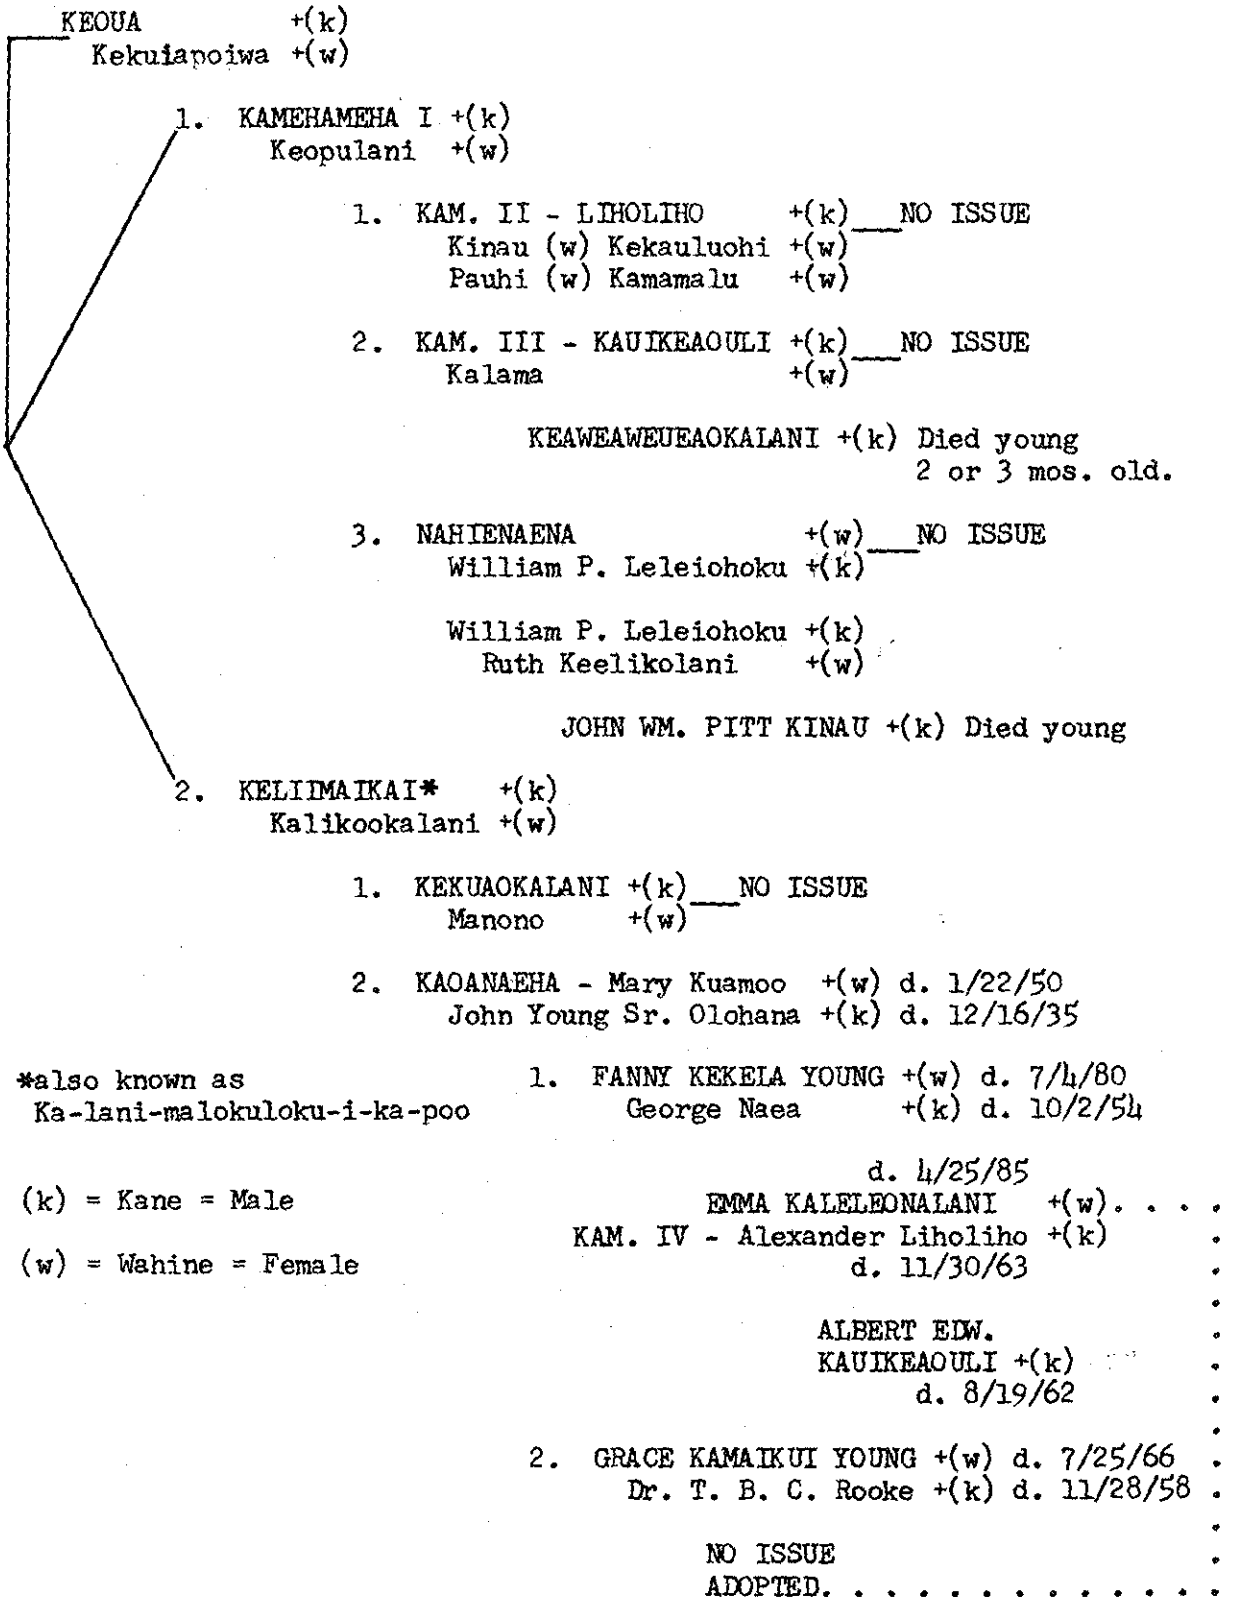 KEOUA +(k)
Kekuiapoiwa +(w)
1. KAMEHAMEHA I +(k)
Keopulani +(w)
1. KAM. II - LIHOLIHO +(k)___NO ISSUE
Kinau (w) Kekauluohi +(w)
Pauhi (w) Kamamalu +(w)
2. KAM. III - KAUIKEAOULI +(k)___NO ISSUE
Kalama +(w)
KEAWEAWEUEAOKALANI +(k) Died young
2 or 3 mos. old.
3. NAHIENAENA +(w)___NO ISSUE
William P. Leleiohoku +(k)
William P. Leleiohoku +(k)
Ruth Keelikolani +(w)
JOHN WM. PITT KINAU +(k) Died young
2. KELIIMAIKAI* +(k)
Kalikookalani +(w)
1. KEKUAOKALANI +(k)___NO ISSUE
Manono +(w)
2. KAOANAEHA - Mary Kuamoo +(w) d. 1/22/50
John Young Sr. Olohana +(k) d. 12/16/35
*also known as
Ka-lani-malokuloku-i-ka-poo
1. FANNY KEKELA YOUNG +(w) d. 7/4/80
George Naea +(k) d. 10/2/54
(k) = Kane = Male
(w) = Wahine = Female
d. 4/25/85
EMMA KALELEONALANI +(w). . . .
KAM. IV - Alexander Liholiho +(k)
d. 11/30/63
ALBERT EDW.
KAUIKEAOULI +(k)
d. 8/19/62
2. GRACE KAMAIKUI YOUNG +(w) d. 7/25/66
Dr. T. B. C. Rooke +(k) d. 11/28/58
NO ISSUE
ADOPTED. . . . . . . . . . . . .